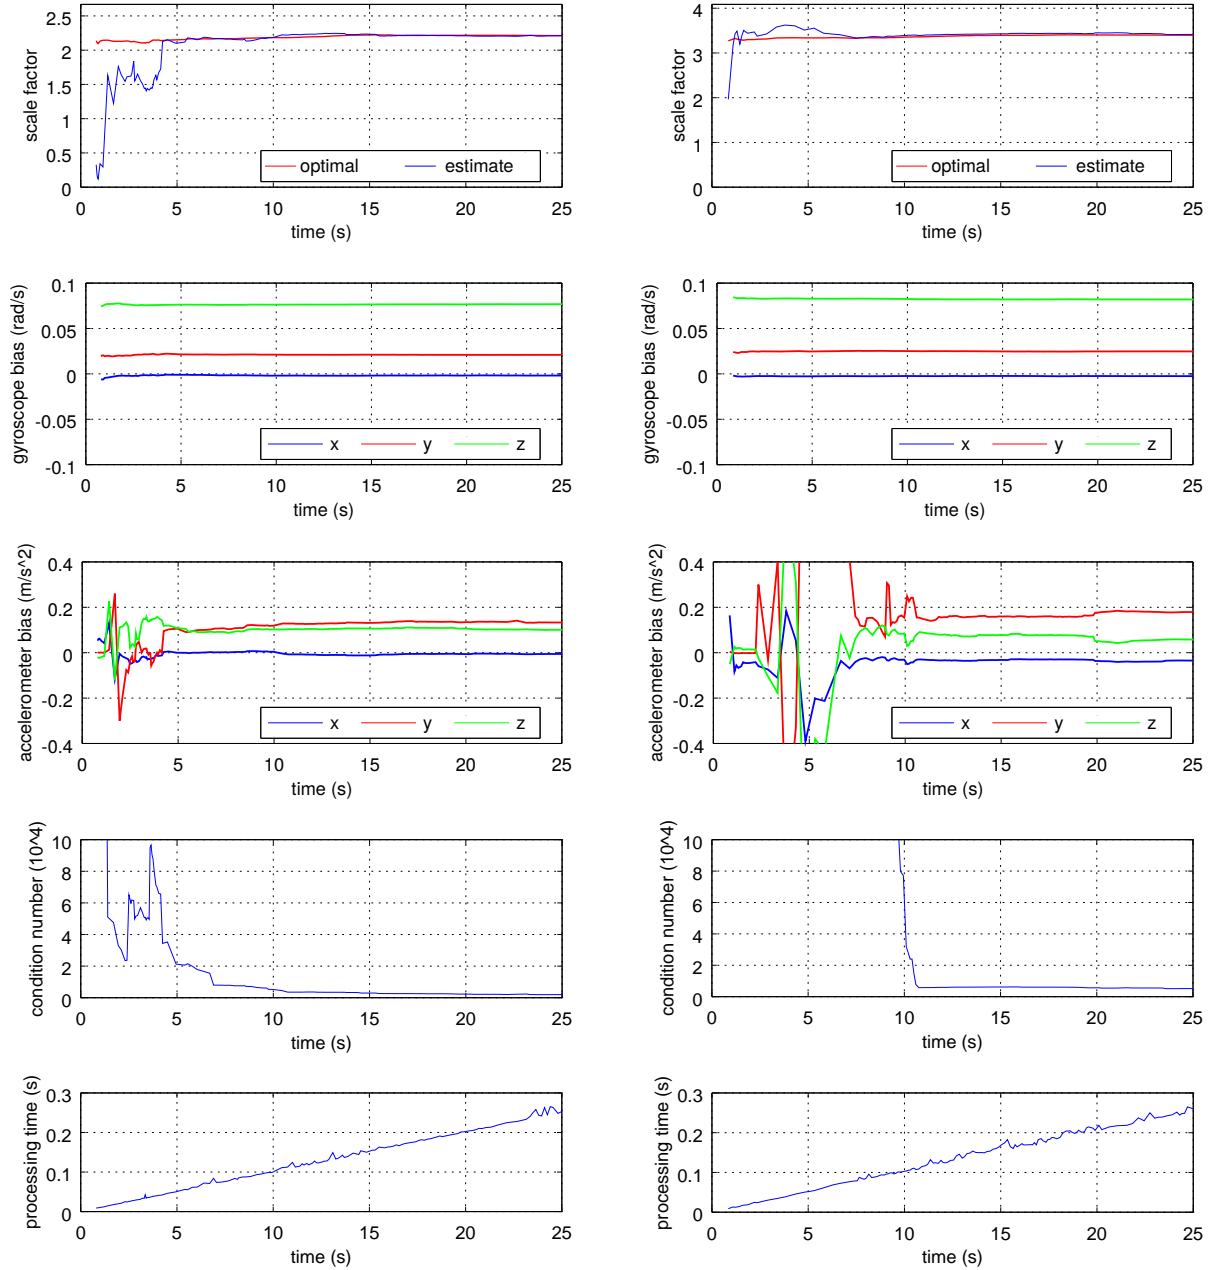 scale factor
2.5
2
1.5
1
0.5
0
optimal estimate
0 5 10 15 20 25
time (s)
scale factor
4
3
2
1
0
optimal estimate
0 5 10 15 20 25
time (s)
gyroscope bias (rad/s)
0.1
0.05
0
-0.05
-0.1
x y z
0 5 10 15 20 25
time (s)
gyroscope bias (rad/s)
0.1
0.05
0
-0.05
-0.1
x y z
0 5 10 15 20 25
time (s)
accelerometer bias (m/s^2)
0.4
0.2
0
-0.2
-0.4
x y z
0 5 10 15 20 25
time (s)
accelerometer bias (m/s^2)
0.4
0.2
0
-0.2
-0.4
x y z
0 5 10 15 20 25
time (s)
condition number (10^4)
10
8
6
4
2
0
0 5 10 15 20 25
time (s)
condition number (10^4)
10
8
6
4
2
0
0 5 10 15 20 25
time (s)
processing time (s)
0.3
0.2
0.1
0
0 5 10 15 20 25
time (s)
processing time (s)
0.3
0.2
0.1
0
0 5 10 15 20 25
time (s)